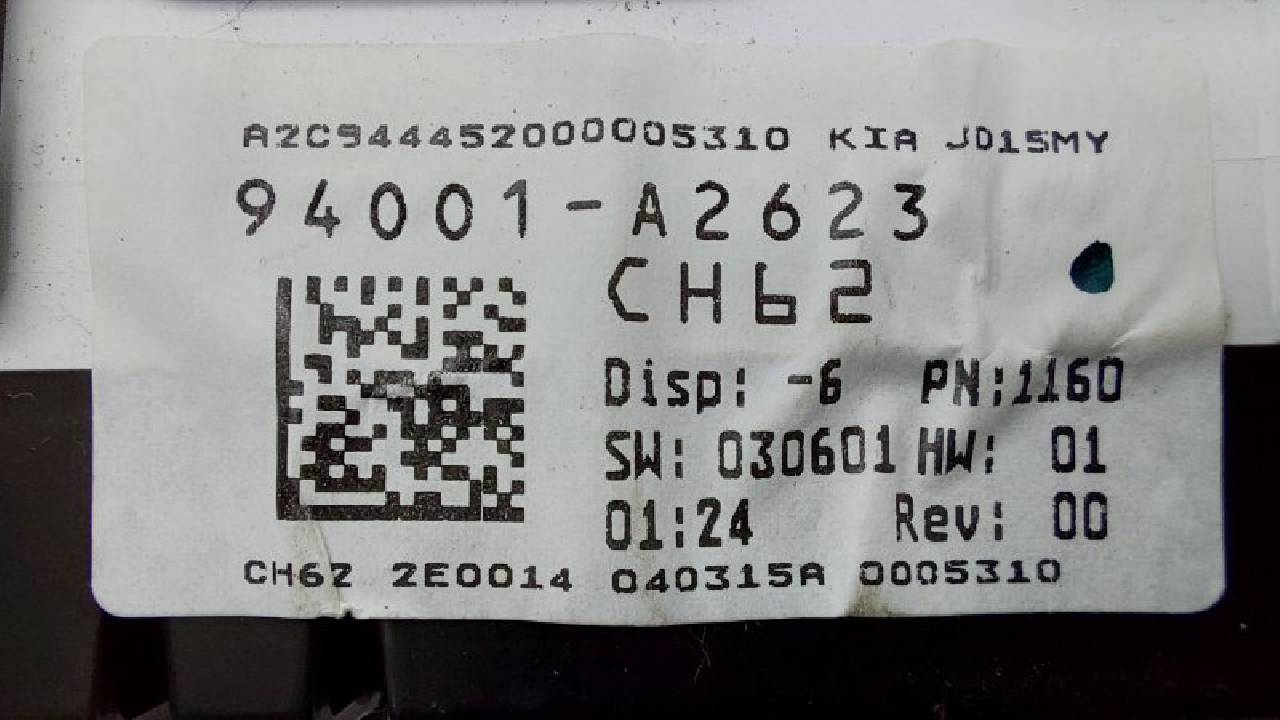 A2C9444452000005310 KIA JD15MY
94001-A2623
CH62
Disp: -6 PN:1160
SW: 030601 HW: 01
01:24 Rev: 00
CH62 2E0014 040315A 0005310